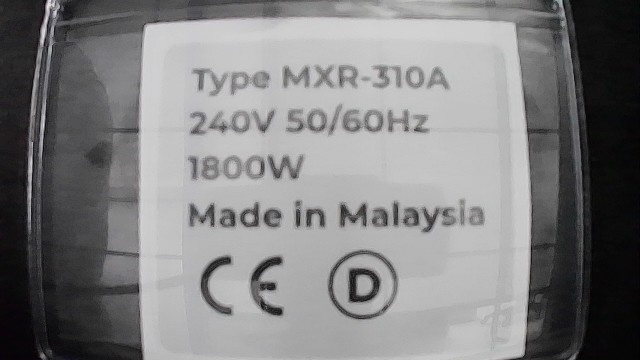 Type MXR-310A
240V 50/60Hz
1800W
Made in Malaysia
CE D